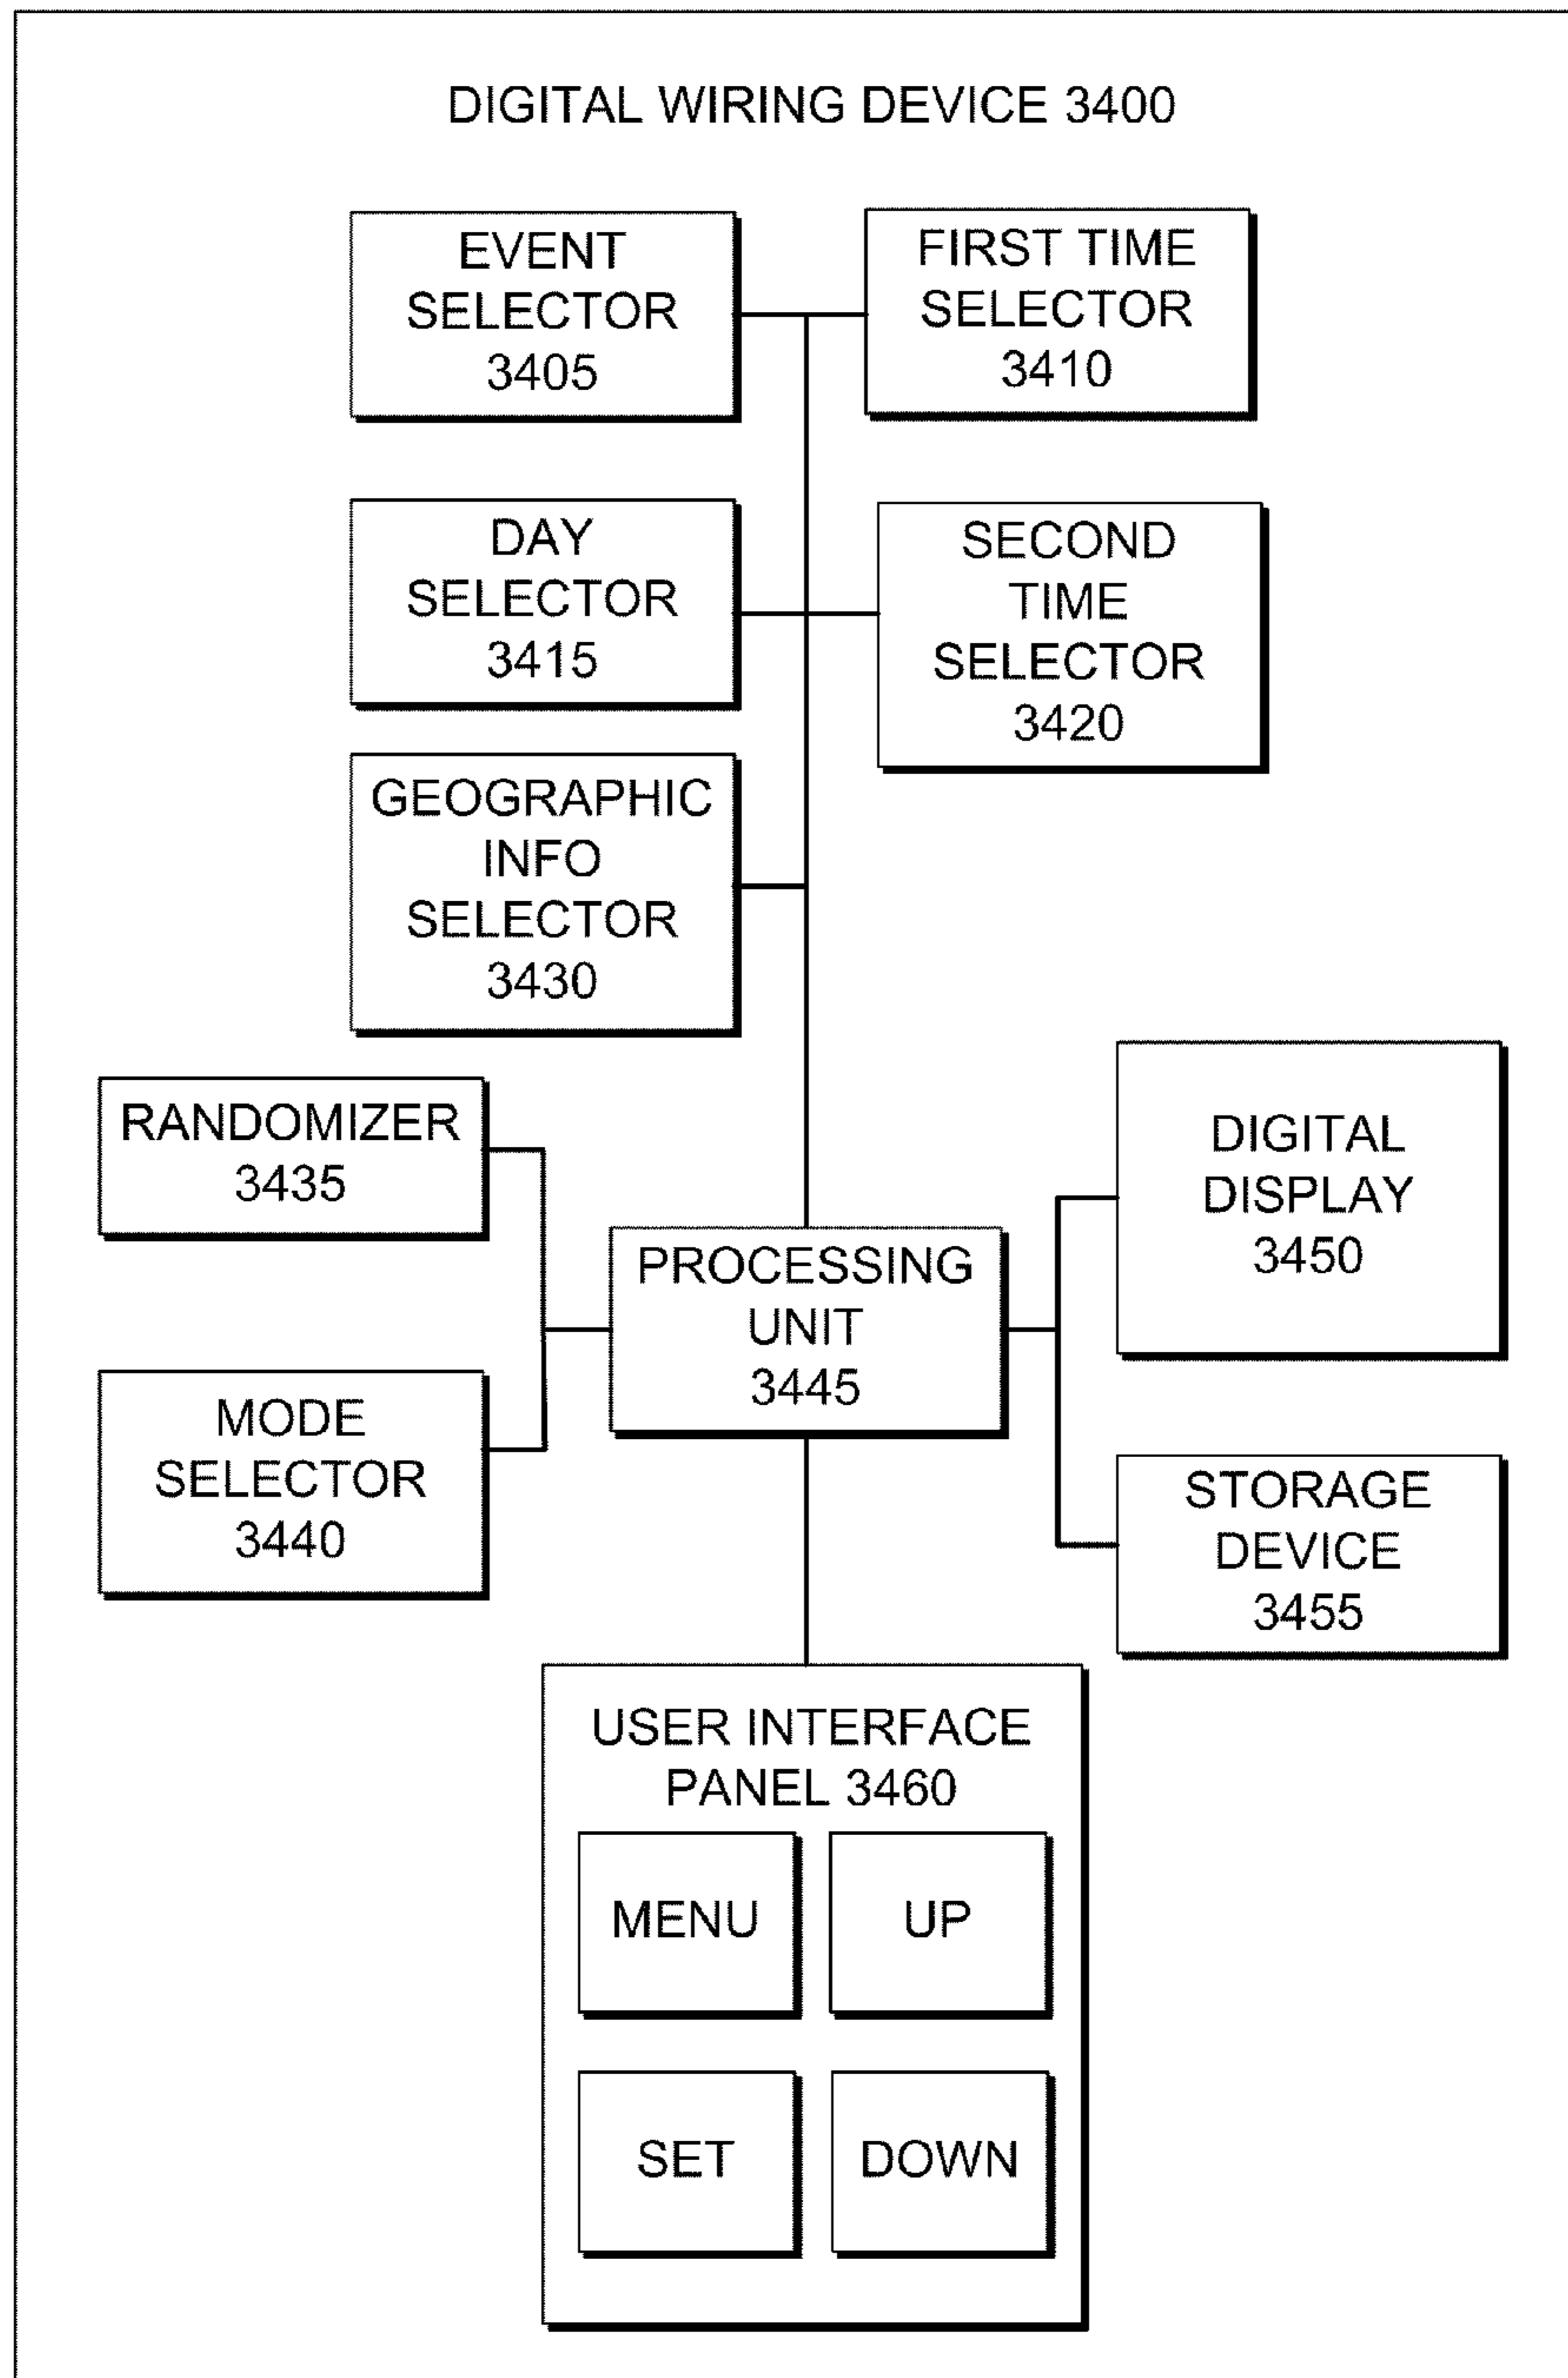 DIGITAL WIRING DEVICE 3400
EVENT
SELECTOR
3405
FIRST TIME
SELECTOR
3410
DAY
SELECTOR
3415
SECOND
TIME
SELECTOR
3420
GEOGRAPHIC
INFO
SELECTOR
3430
RANDOMIZER
3435
DIGITAL
DISPLAY
3450
PROCESSING
UNIT
3445
MODE
SELECTOR
3440
STORAGE
DEVICE
3455
USER INTERFACE
PANEL 3460
MENU
UP
SET
DOWN